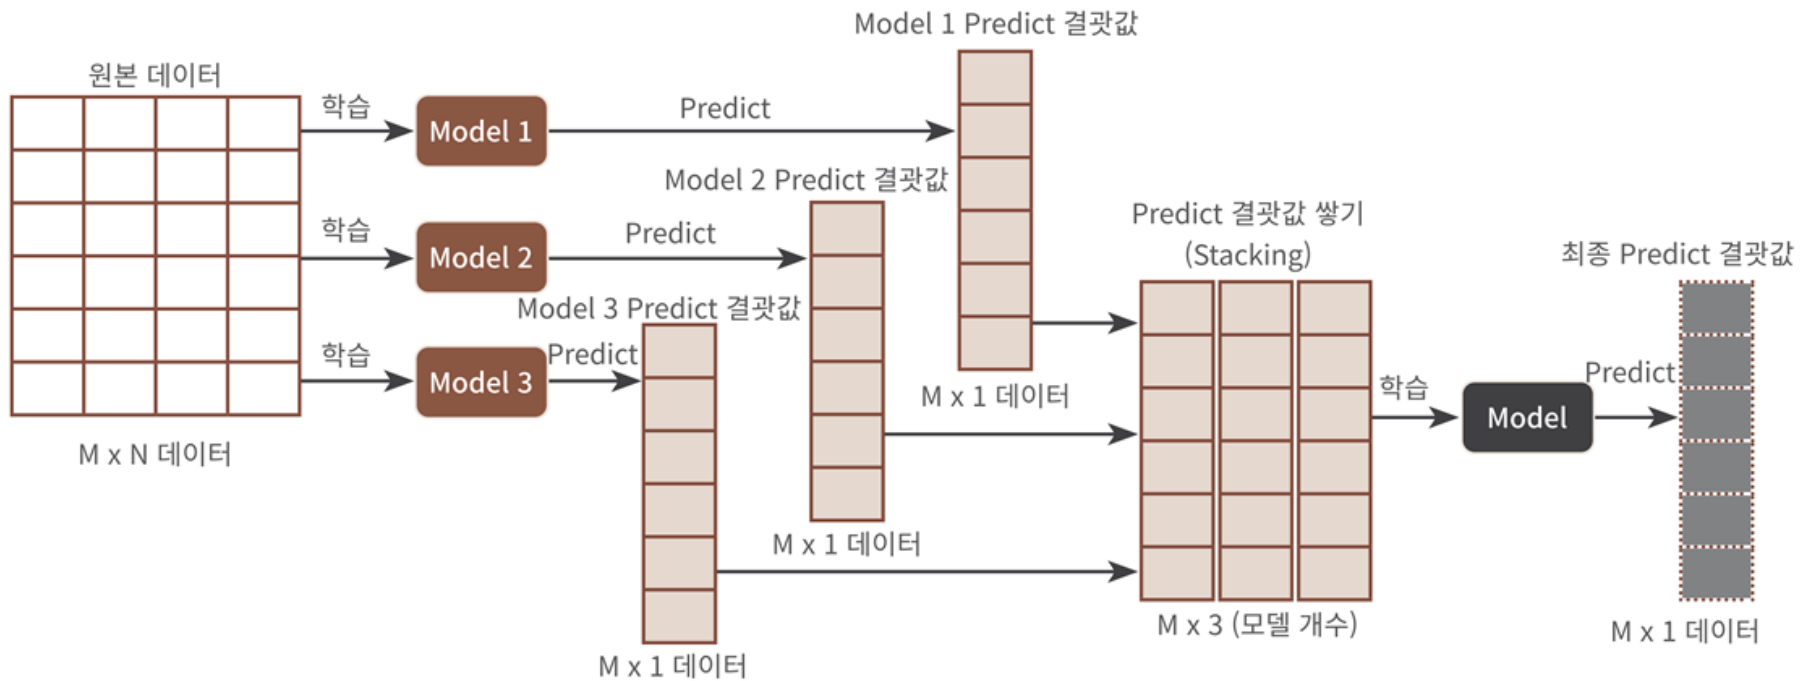 원본 데이터
M x N 데이터
학습
Model 1
Predict
Model 1 Predict 결괏값
M x 1 데이터
학습
Model 2
Predict
Model 2 Predict 결괏값
M x 1 데이터
학습
Model 3
Predict
Model 3 Predict 결괏값
M x 1 데이터
Predict 결괏값 쌓기
(Stacking)
M x 3 (모델 개수)
학습
Model
Predict
최종 Predict 결괏값
M x 1 데이터